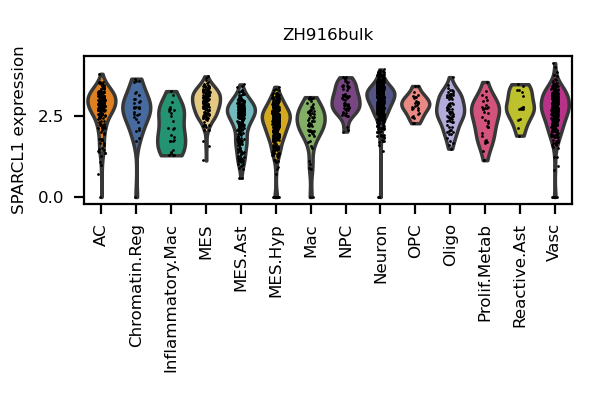 ZH916bulk
SPARCL1 expression
2.5
0.0
AC
Chromatin.Reg
Inflammatory.Mac
MES
MES.Ast
MES.Hyp
Mac
NPC
Neuron
OPC
Oligo
Prolif.Metab
Reactive.Ast
Vasc